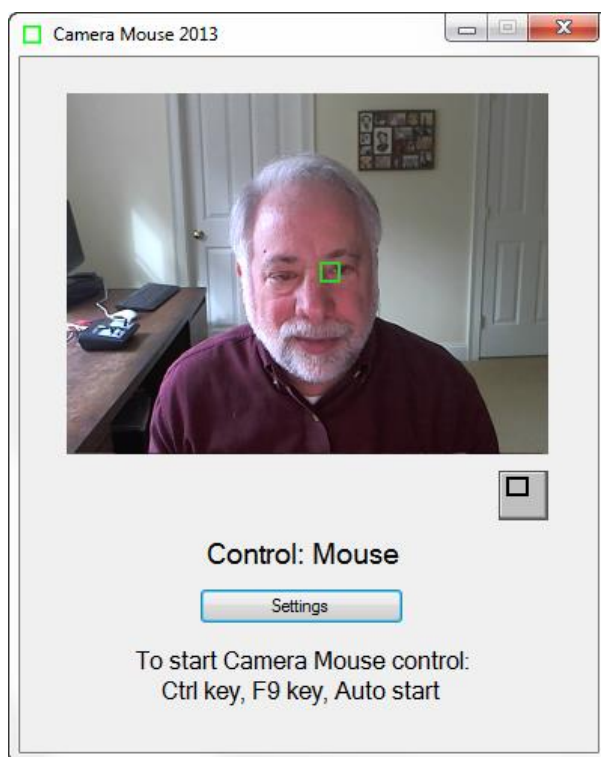 Camera Mouse 2013
Control: Mouse
Settings
To start Camera Mouse control:
Ctrl key, F9 key, Auto start